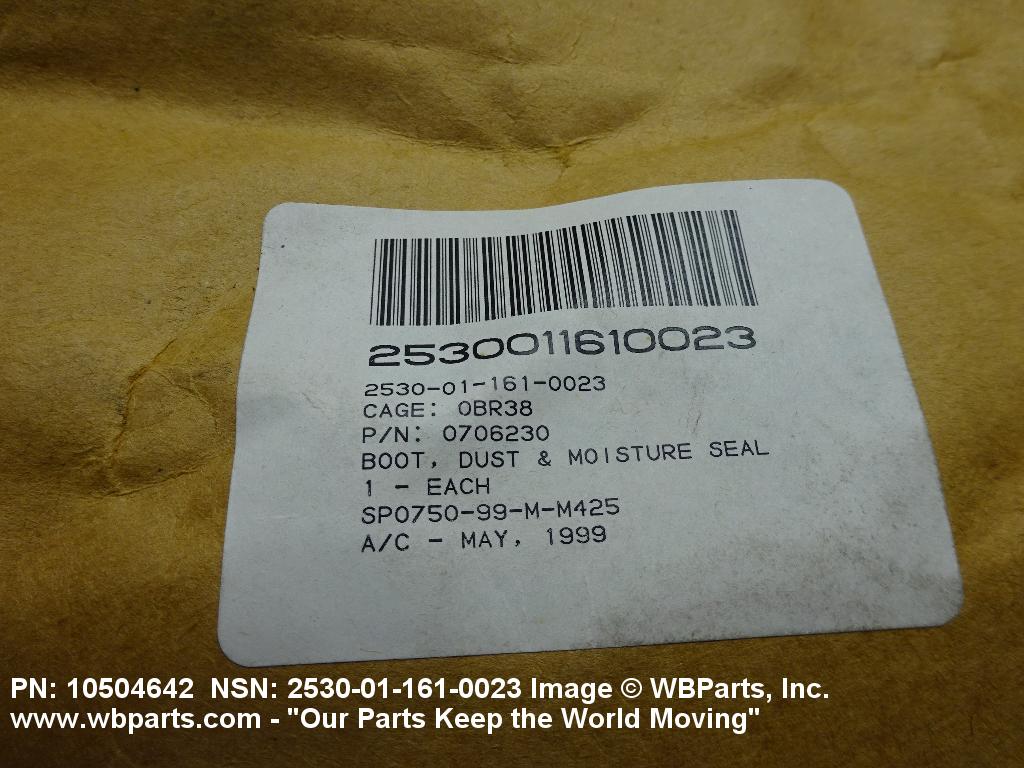 2530011610023
2530-01-161-0023
CAGE: 0BR38
P/N: 0706230
BOOT, DUST & MOISTURE SEAL
1 - EACH
SP0750-99-M-M425
A/C - MAY, 1999
PN: 10504642  NSN: 2530-01-161-0023 Image © WBParts, Inc.
www.wbparts.com - "Our Parts Keep the World Moving"